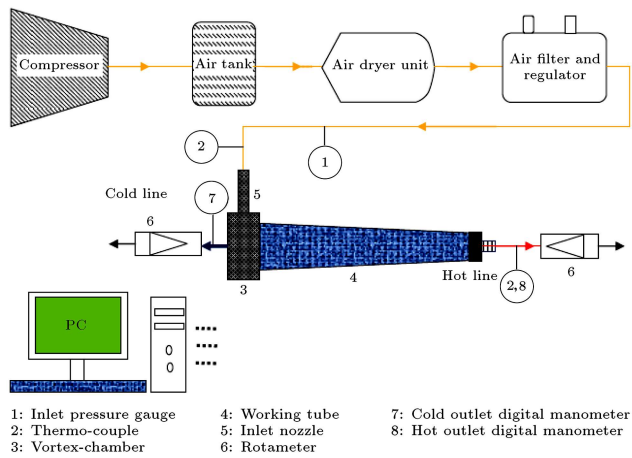 Compressor
Air tank
Air dryer unit
Air filter and
regulator
2
1
Cold line
7
5
6
3
4
Hot line
2,8
6
PC
1: Inlet pressure gauge
2: Thermo-couple
3: Vortex-chamber
4: Working tube
5: Inlet nozzle
6: Rotameter
7: Cold outlet digital manometer
8: Hot outlet digital manometer